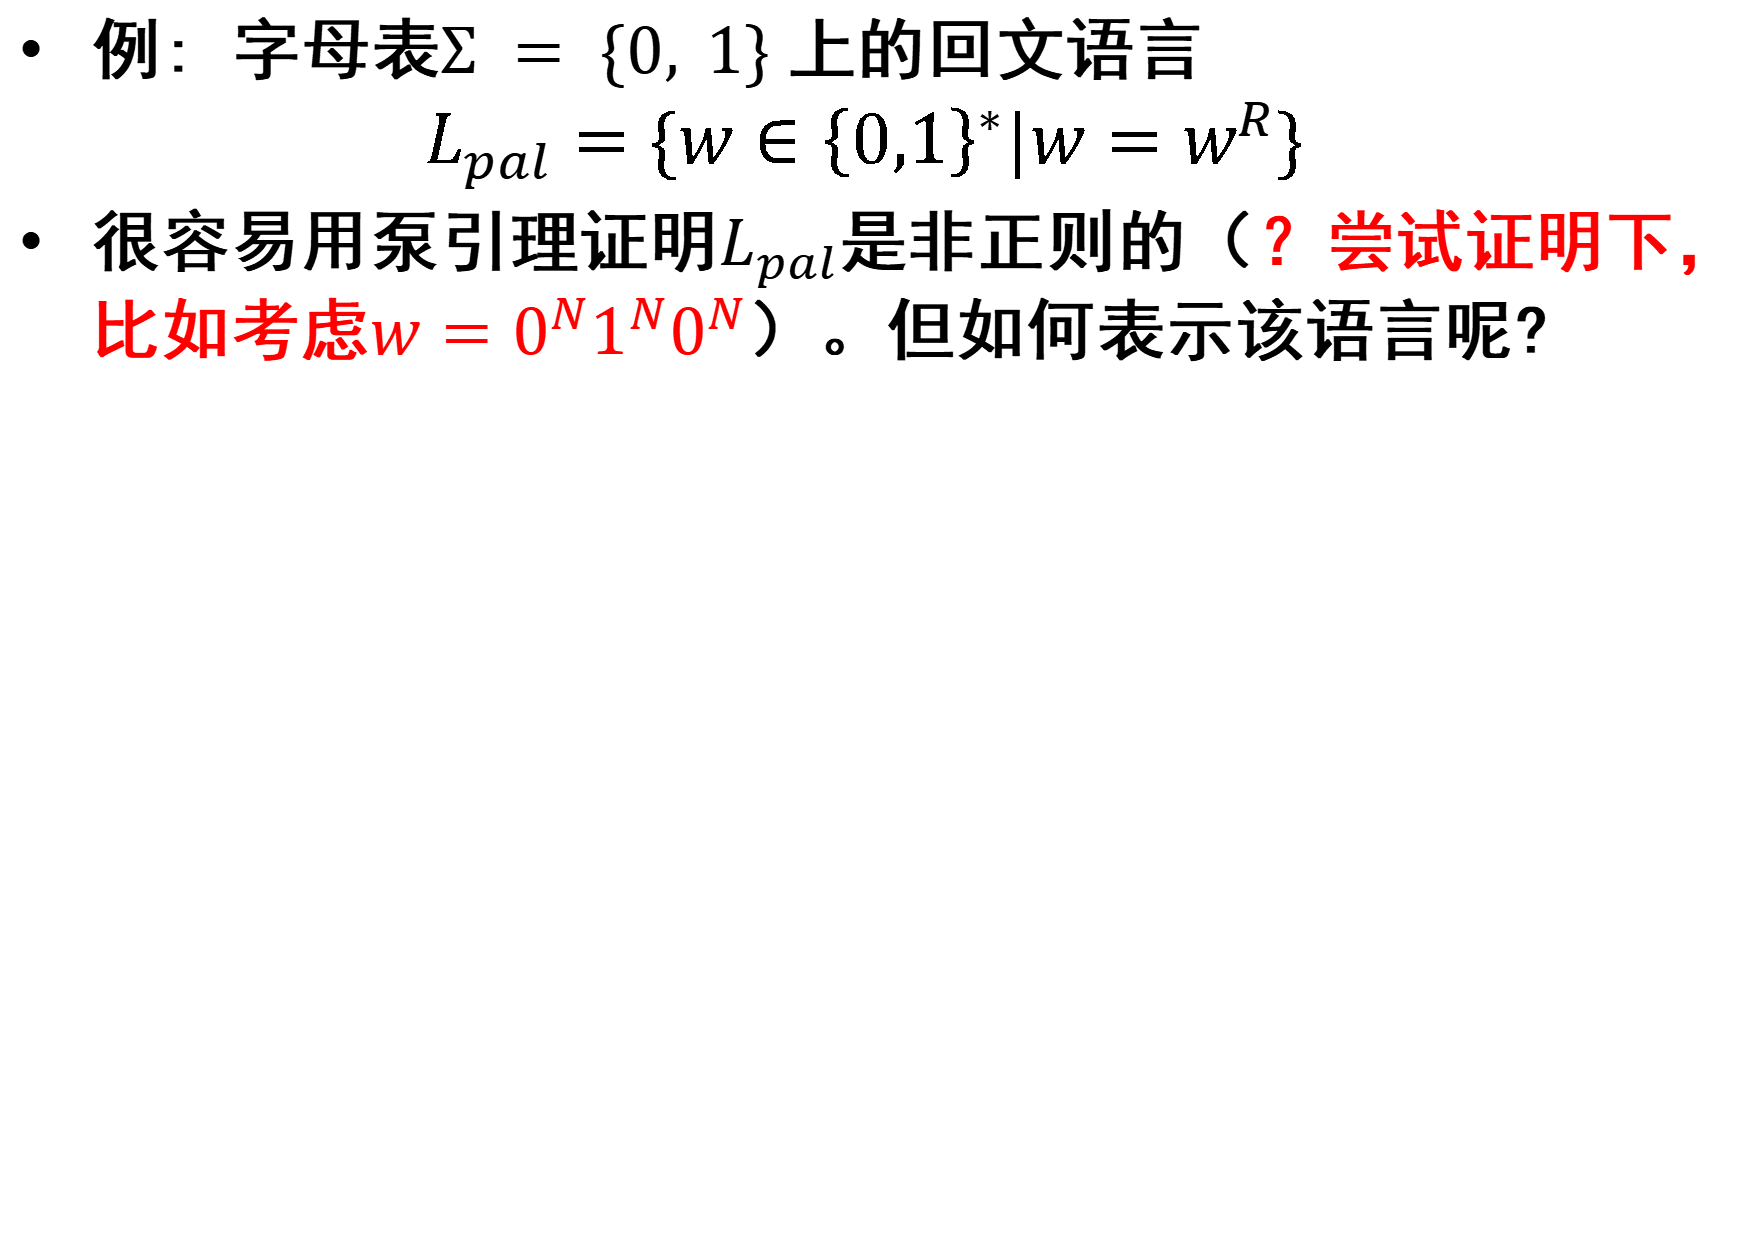 • 例： 字母表Σ = {0, 1} 上的回文语言
L_{pal} = {w ∈ {0,1}^*|w = w^R}
• 很容易用泵引理证明L_{pal}是非正则的（？尝试证明下，
比如考虑w = 0^N1^N0^N）。但如何表示该语言呢?